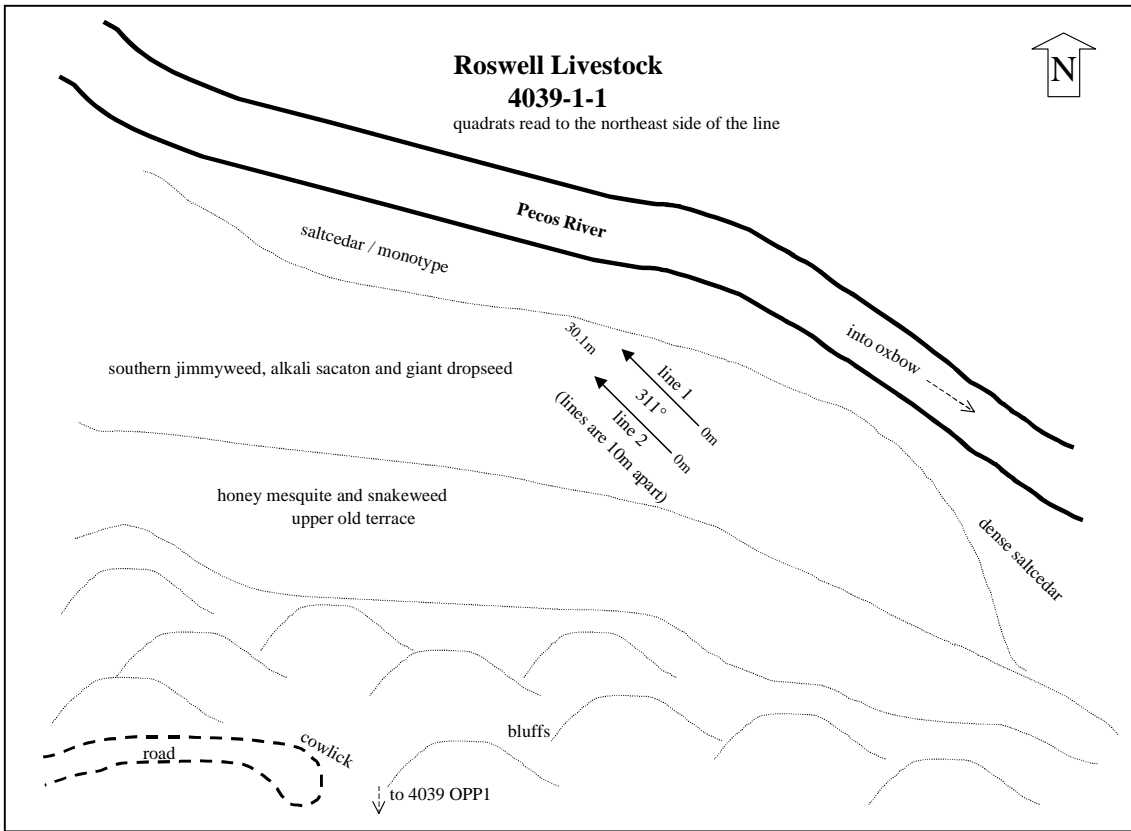 Roswell Livestock
4039-1-1
quadrats read to the northeast side of the line
N
Pecos River
saltcedar / monotype
into oxbow
30.1m
line 1
311°
0m
line 2
0m
(lines are 10m apart)
southern jimmyweed, alkali sacaton and giant dropseed
honey mesquite and snakeweed
upper old terrace
dense saltcedar
bluffs
cowlick
road
to 4039 OPP1